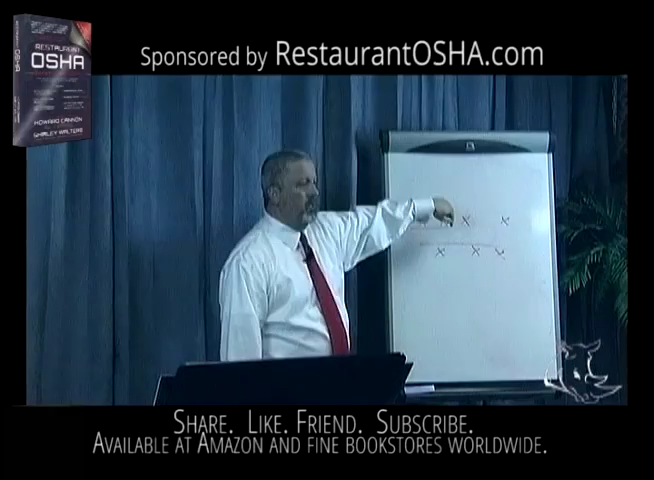 Sponsored by RestaurantOSHA.com
RESTAURANT
OSHA
HOWARD CANNON
SHIRLEY WALTERS
X X
X X X
SHARE. LIKE. FRIEND. SUBSCRIBE.
AVAILABLE AT AMAZON AND FINE BOOKSTORES WORLDWIDE.